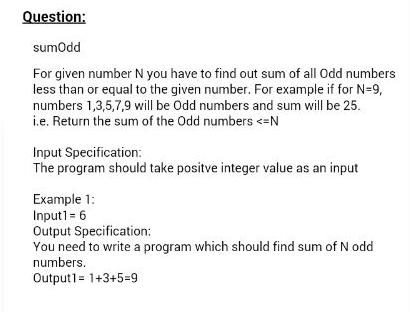 Question:
sumOdd
For given number N you have to find out sum of all Odd numbers
less than or equal to the given number. For example if for N=9,
numbers 1,3,5,7,9 will be Odd numbers and sum will be 25.
i.e. Return the sum of the Odd numbers <=N
Input Specification:
The program should take positve integer value as an input
Example 1:
Input1= 6
Output Specification:
You need to write a program which should find sum of N odd
numbers.
Output1= 1+3+5=9